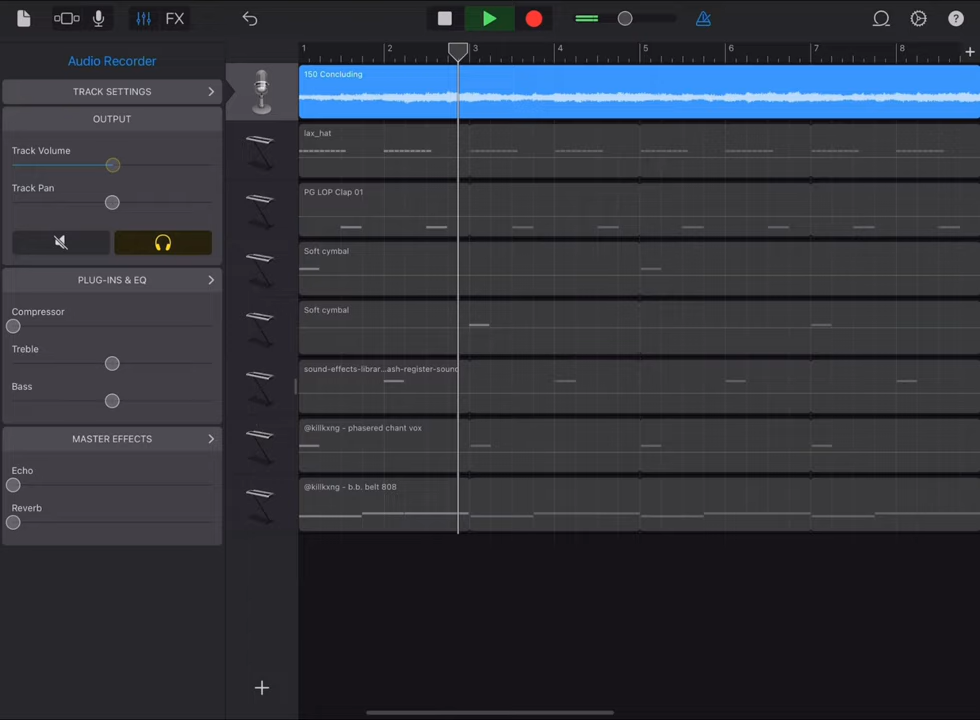 FX
?
Audio Recorder
TRACK SETTINGS
OUTPUT
Track Volume
Track Pan
PLUG-INS & EQ
Compressor
Treble
Bass
MASTER EFFECTS
Echo
Reverb
1 2 3 4 5 6 7 8 +
150 Concluding
lax_hat
PG LOP Clap 01
Soft cymbal
Soft cymbal
sound-effects-librar...ash-register-sound
@killkxng - phasered chant vox
@killkxng - b.b. belt 808
+